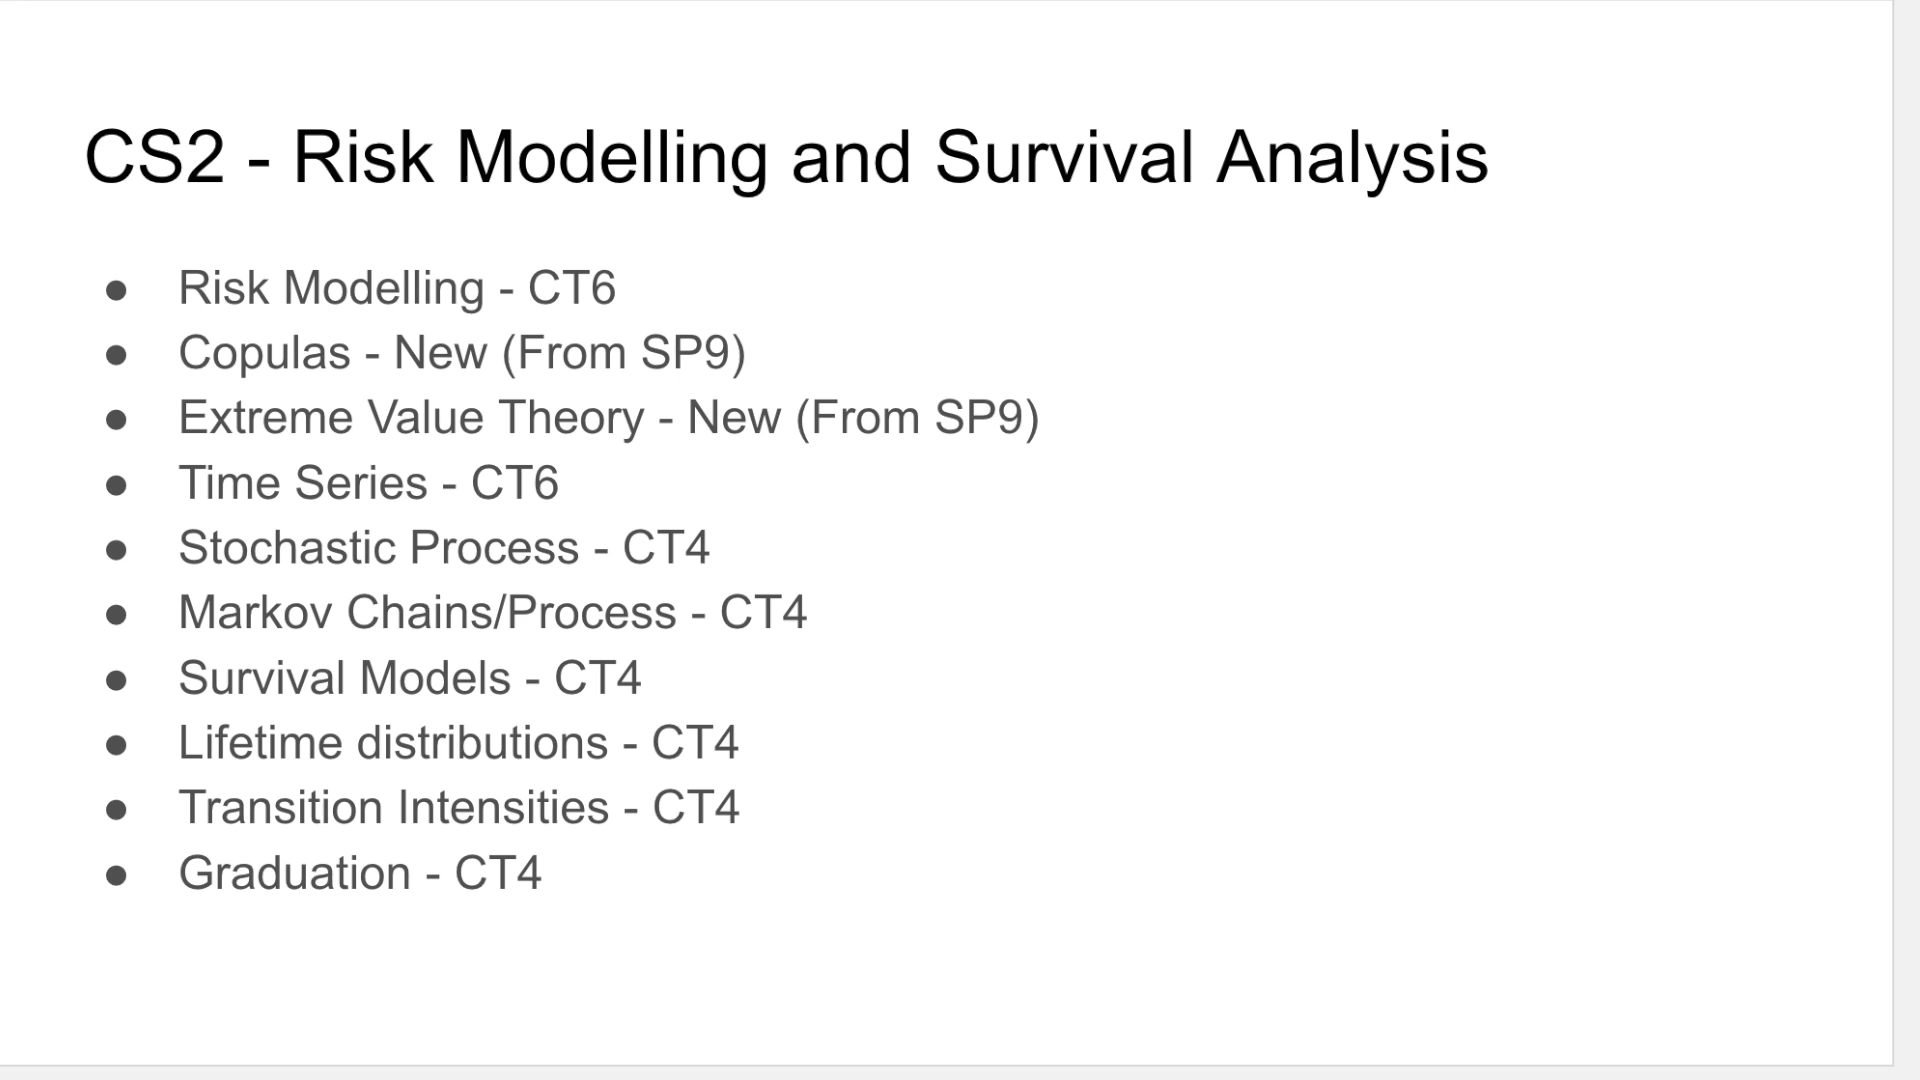 CS2 - Risk Modelling and Survival Analysis
● Risk Modelling - CT6
● Copulas - New (From SP9)
● Extreme Value Theory - New (From SP9)
● Time Series - CT6
● Stochastic Process - CT4
● Markov Chains/Process - CT4
● Survival Models - CT4
● Lifetime distributions - CT4
● Transition Intensities - CT4
● Graduation - CT4